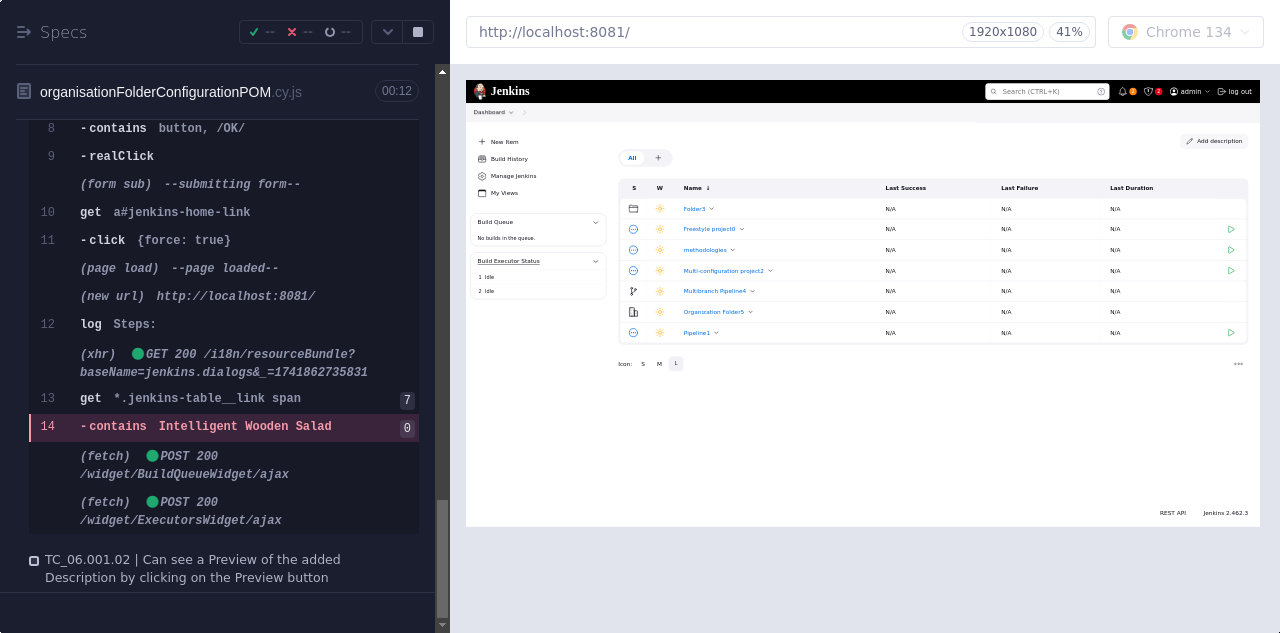 Specs
-- -- --
organisationFolderConfigurationPOM.cy.js 00:12
8 -contains button, /OK/
9 -realClick
(form sub) --submitting form--
10 get a#jenkins-home-link
11 -click {force: true}
(page load) --page loaded--
(new url) http://localhost:8081/
12 log Steps:
(xhr) GET 200 /i18n/resourceBundle?
baseName=jenkins.dialogs&_=1741862735831
13 get *.jenkins-table__link span 7
14 -contains Intelligent Wooden Salad 0
(fetch) POST 200
/widget/BuildQueueWidget/ajax
(fetch) POST 200
/widget/ExecutorsWidget/ajax
TC_06.001.02 | Can see a Preview of the added
Description by clicking on the Preview button
http://localhost:8081/ 1920x1080 41% Chrome 134
Jenkins Search (CTRL+K) admin log out
Dashboard
New Item
Build History
Manage Jenkins
My Views
Build Queue
No builds in the queue.
Build Executor Status
1 Idle
2 Idle
Add description
All +
S W Name ↓ Last Success Last Failure Last Duration
Folder3 N/A N/A N/A
Freestyle project0 N/A N/A N/A
methodologies N/A N/A N/A
Multi-configuration project2 N/A N/A N/A
Multibranch Pipeline4 N/A N/A N/A
Organization Folder5 N/A N/A N/A
Pipeline1 N/A N/A N/A
Icon: S M L
REST API Jenkins 2.462.3